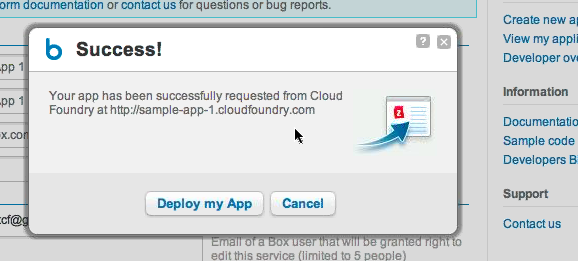 form documentation or contact us for questions or bug reports.
b Success!
?
Your app has been successfully requested from Cloud
Foundry at http://sample-app-1.cloudfoundry.com
Deploy my App
Cancel
App 1
App 1
ox.com
cf@g
Email of a Box user that will be granted right to
edit this service (limited to 5 people)
Create new ap
View my appli
Developer ove
Information
Documentatio
Sample code
Developers B
Support
Contact us